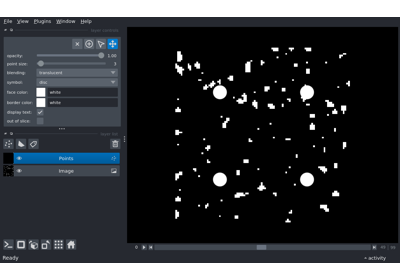 File View Plugins Window Help
opacity: 1.00
point size:
blending: translucent
symbol: disc
face color: white
border color: white
display text: ✓
out of slice:
Points
Image
Ready
activity